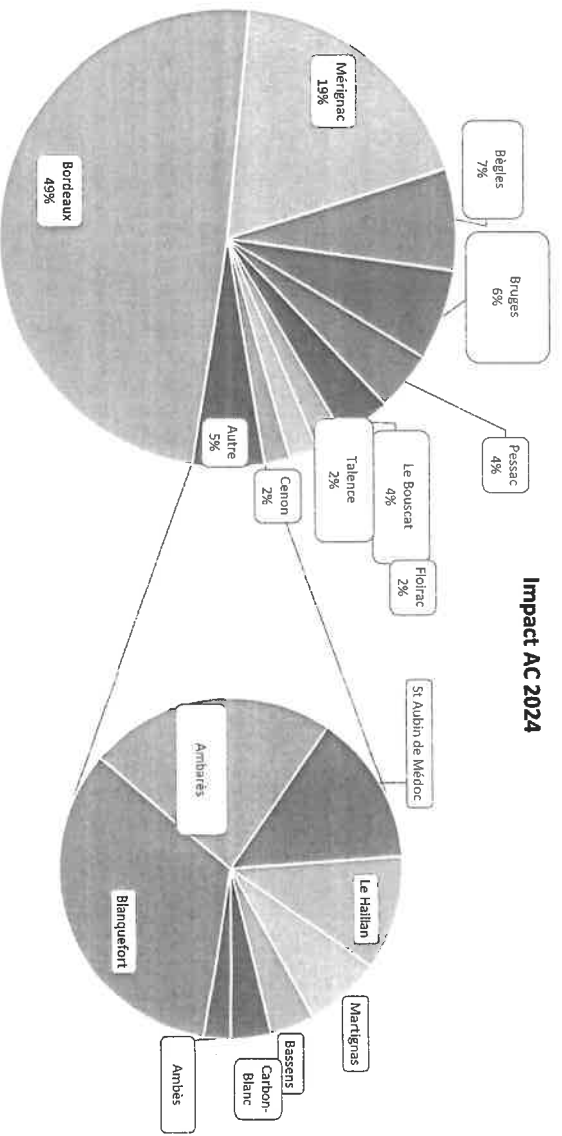 Impact AC 2024
Bègles
7%
Bruges
6%
Pessac
4%
Le Bouscat
4%
Floirac
2%
Talence
2%
Cenon
2%
Autre
5%
Mérignac
19%
Bordeaux
49%
St Aubin de Médoc
Ambarès
Le Haillan
Martignas
Bassens
Carbon-
Blanc
Ambès
Blanquefort